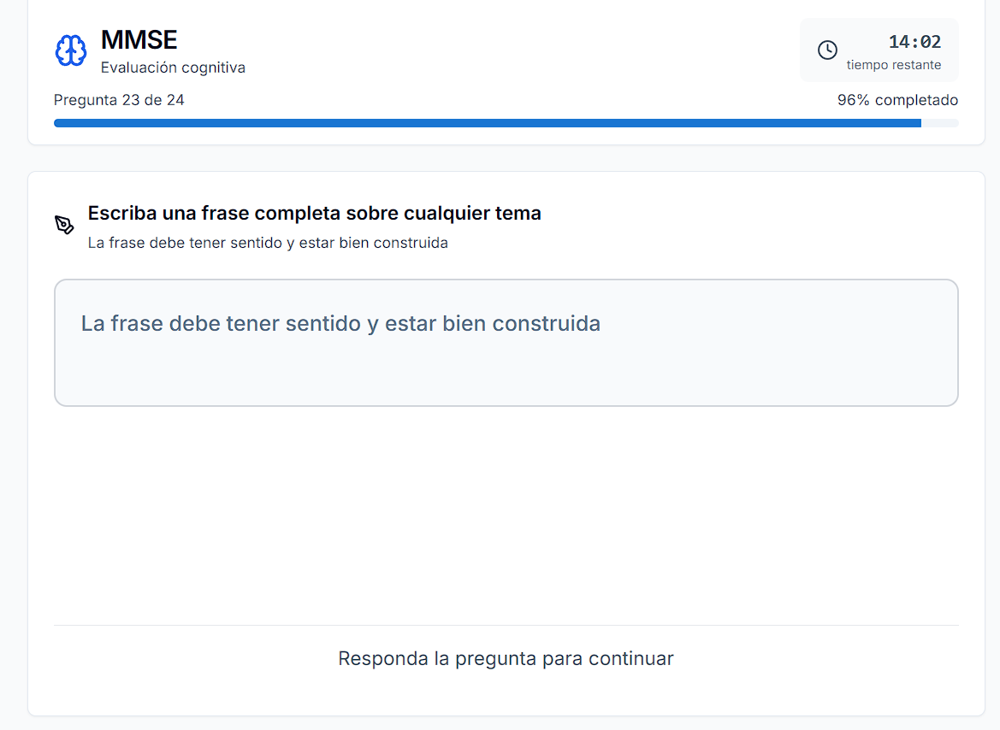 MMSE
Evaluación cognitiva
14:02
tiempo restante
Pregunta 23 de 24
96% completado
Escriba una frase completa sobre cualquier tema
La frase debe tener sentido y estar bien construida
La frase debe tener sentido y estar bien construida
Responda la pregunta para continuar